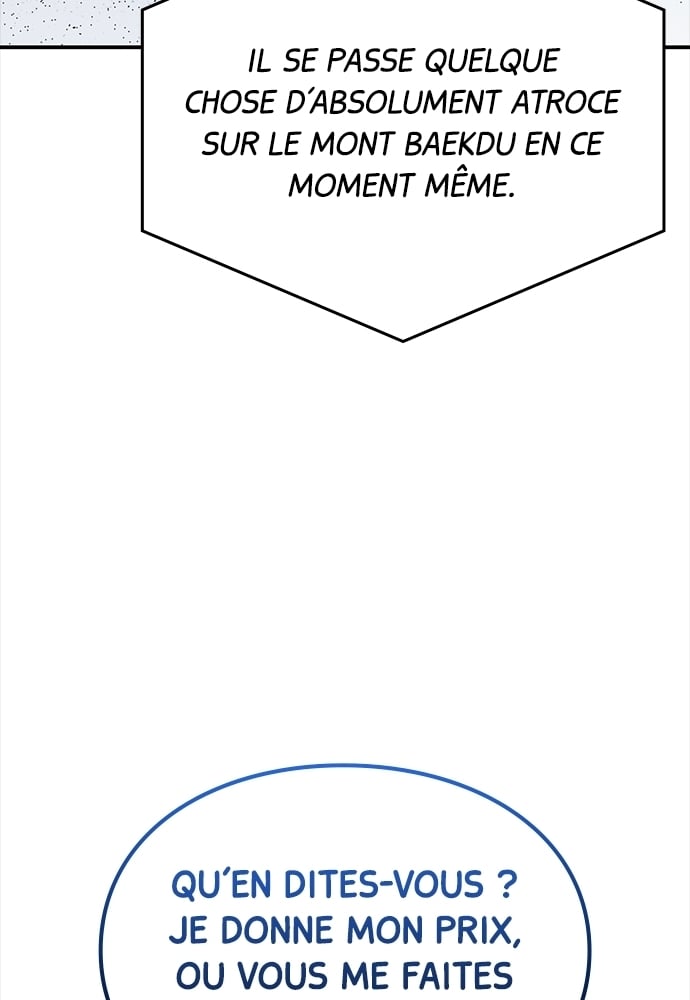 IL SE PASSE QUELQUE
CHOSE D'ABSOLUMENT ATROCE
SUR LE MONT BAEKDU EN CE
MOMENT MÊME.
QU'EN DITES-VOUS ?
JE DONNE MON PRIX,
OU VOUS ME FAITES